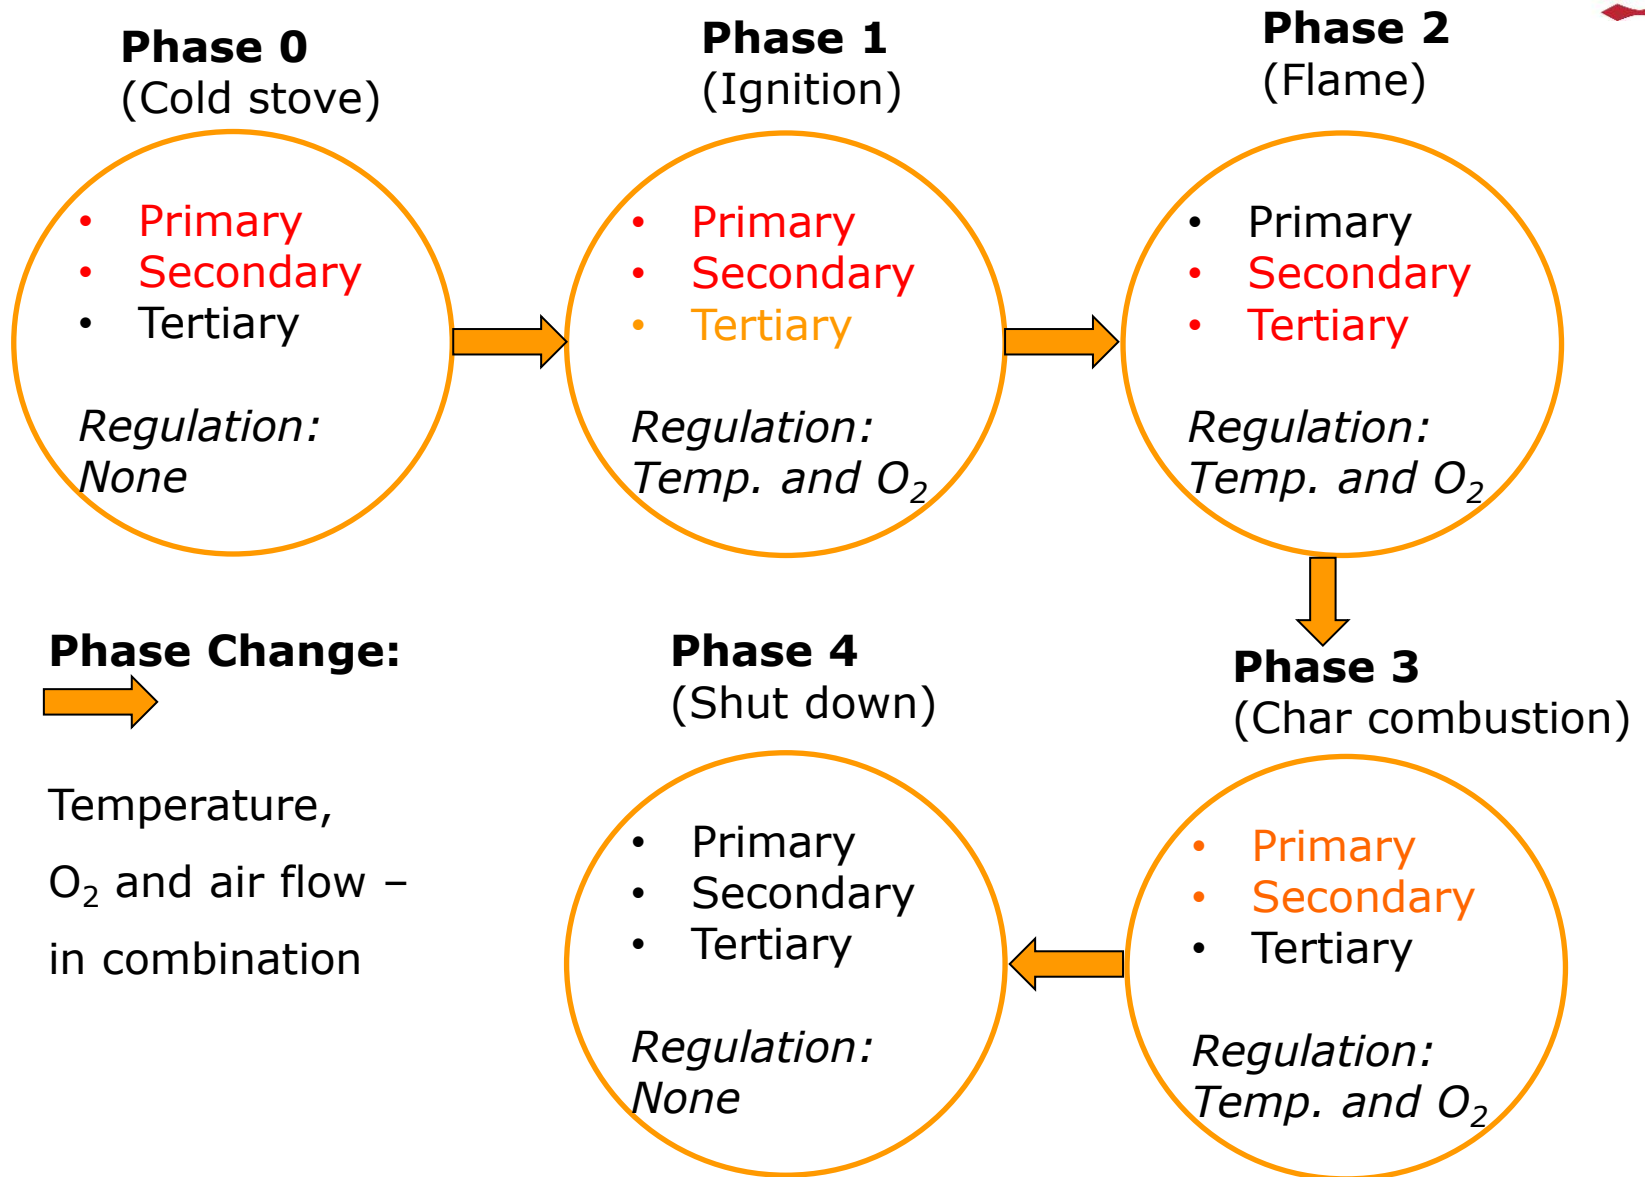 Phase 0
(Cold stove)
• Primary
• Secondary
• Tertiary
Regulation:
None
Phase 1
(Ignition)
• Primary
• Secondary
• Tertiary
Regulation:
Temp. and O₂
Phase 2
(Flame)
• Primary
• Secondary
• Tertiary
Regulation:
Temp. and O₂
Phase Change:
Temperature,
O₂ and air flow –
in combination
Phase 4
(Shut down)
• Primary
• Secondary
• Tertiary
Regulation:
None
Phase 3
(Char combustion)
• Primary
• Secondary
• Tertiary
Regulation:
Temp. and O₂